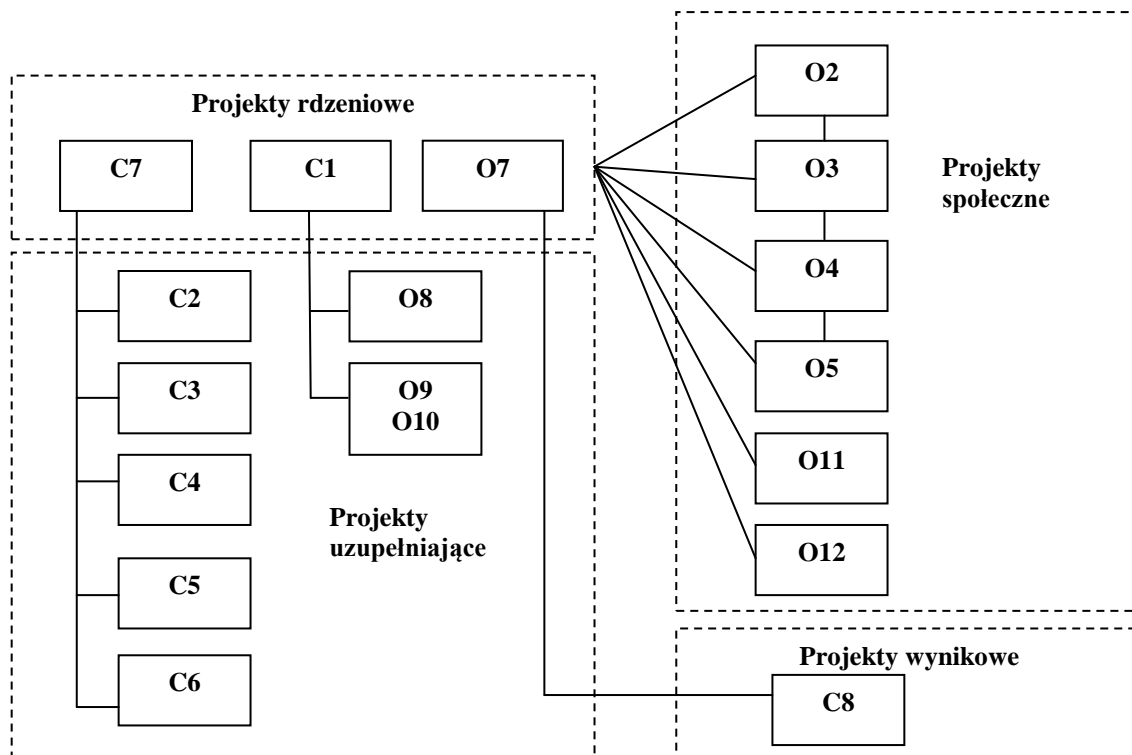 Projekty rdzeniowe
C7
C1
O7
C2
C3
C4
C5
C6
O8
O9
O10
Projekty
uzupełniające
O2
O3
O4
O5
O11
O12
Projekty
społeczne
Projekty wynikowe
C8